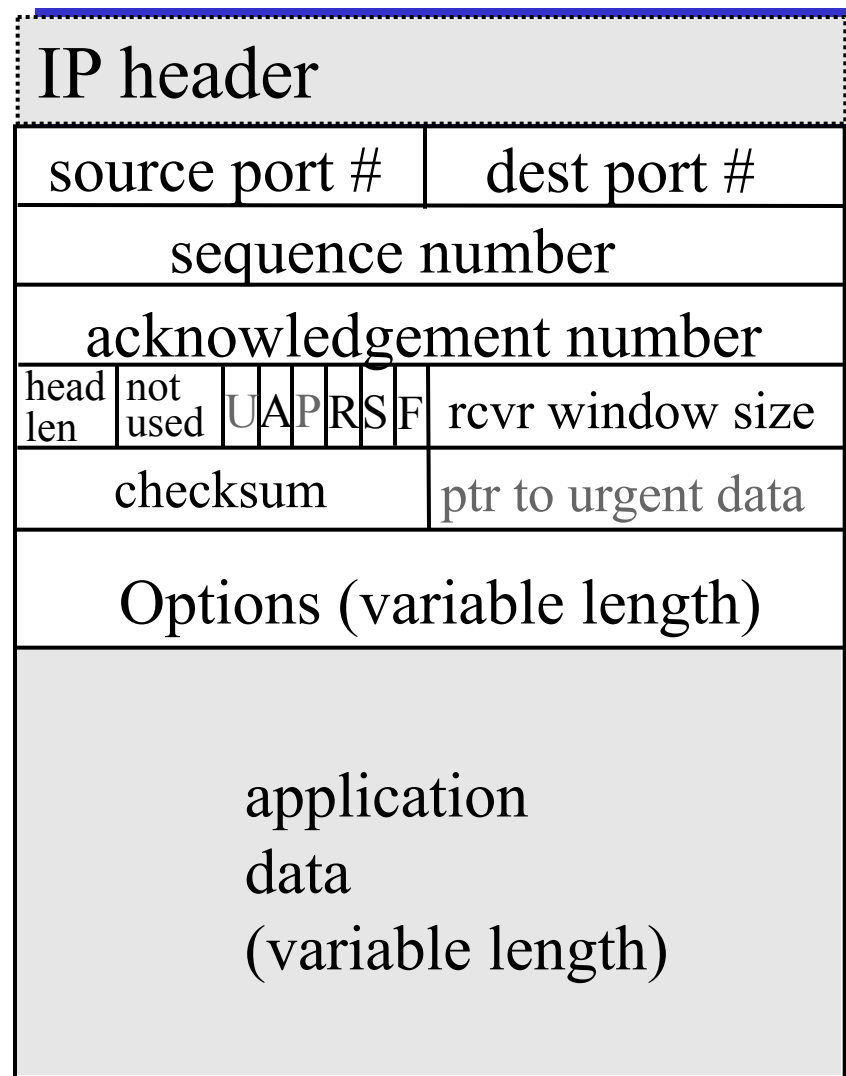 IP header
source port # dest port #
sequence number
acknowledgement number
head len not used U A P R S F rcvr window size
checksum ptr to urgent data
Options (variable length)
application
data
(variable length)